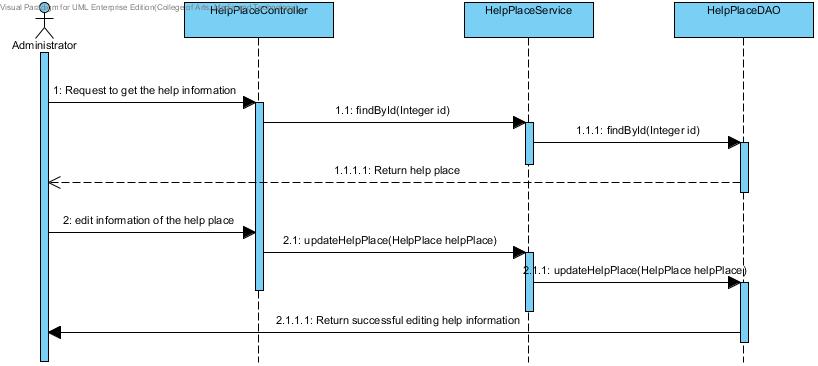 Visual Paradigm for UML Enterprise Edition(College of Arts, Media and
HelpPlaceController
HelpPlaceService
HelpPlaceDAO
Administrator
1: Request to get the help information
1.1: findById(Integer id)
1.1.1: findById(Integer id)
1.1.1.1: Return help place
2: edit information of the help place
2.1: updateHelpPlace(HelpPlace helpPlace)
2.1.1: updateHelpPlace(HelpPlace helpPlace)
2.1.1.1: Return successful editing help information